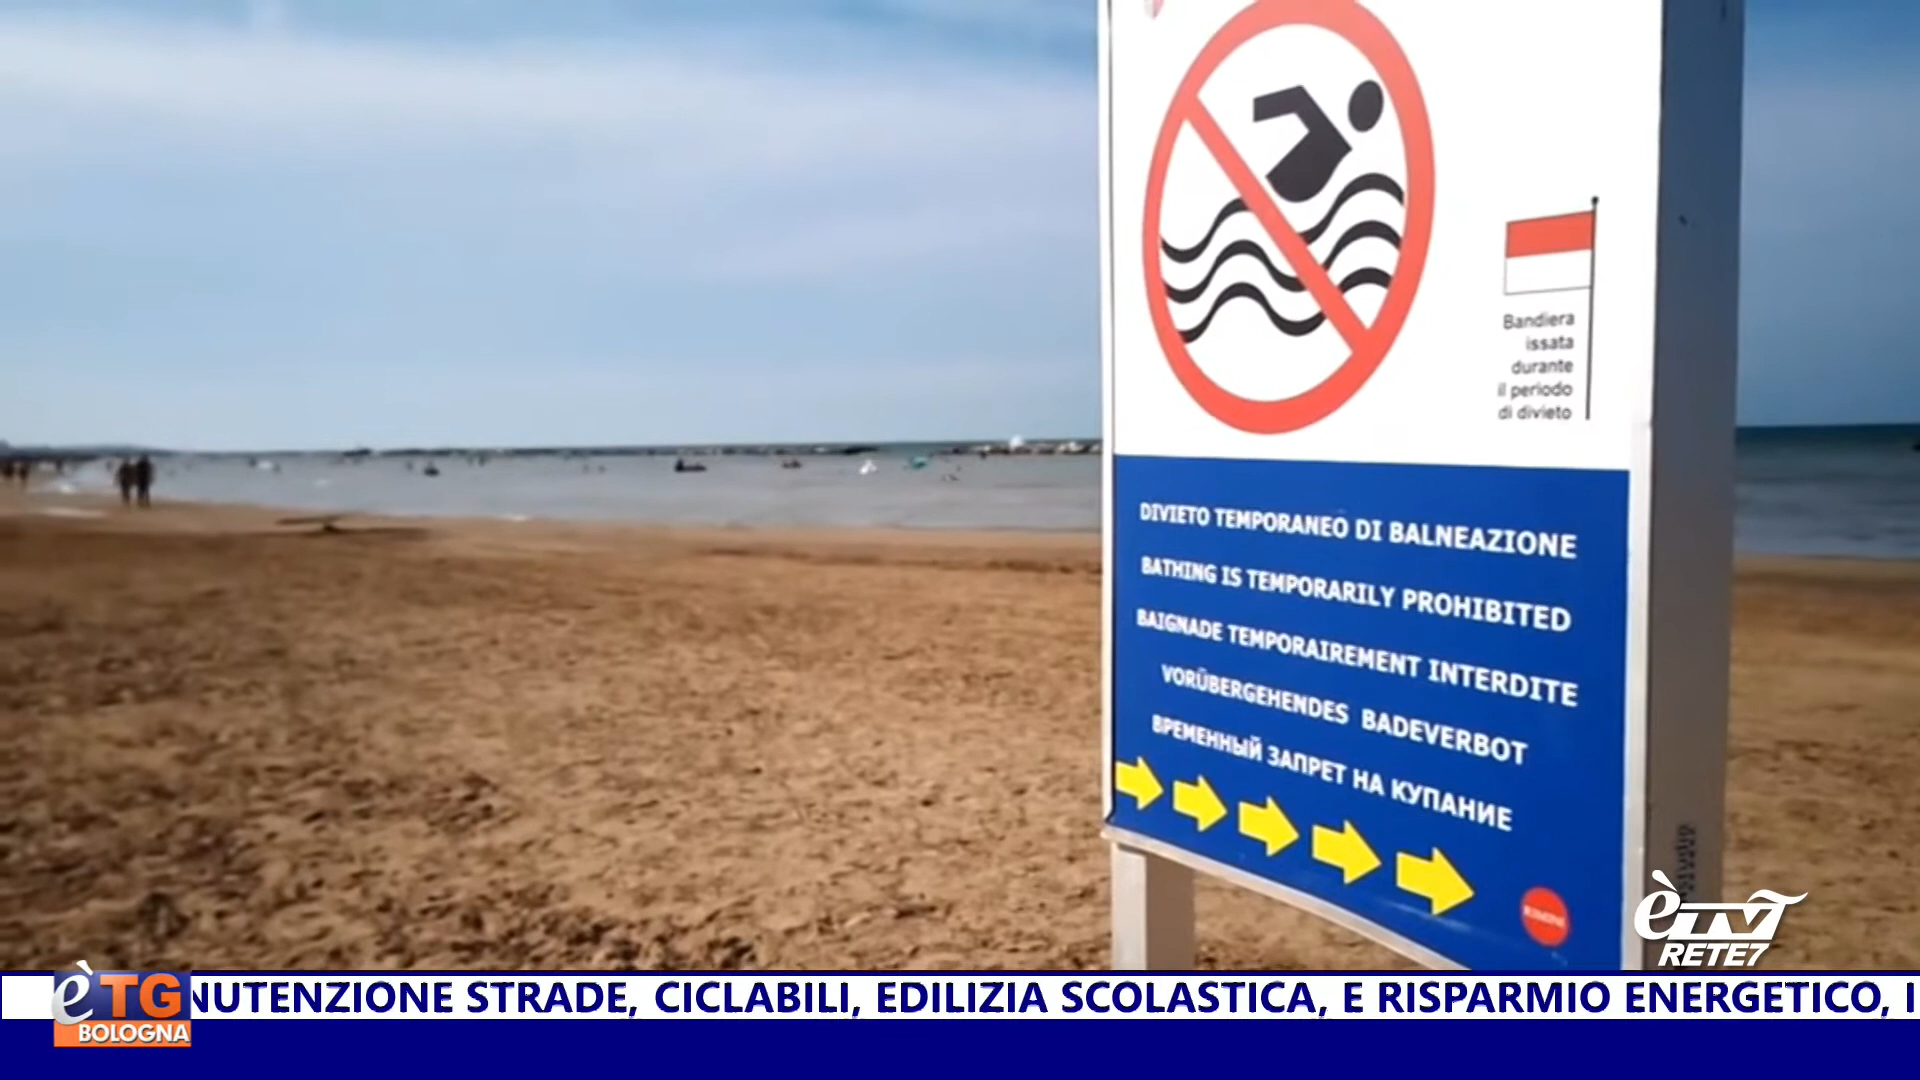 Bandiera
issata
durante
il periodo
di divieto
DIVIETO TEMPORANEO DI BALNEAZIONE
BATHING IS TEMPORARILY PROHIBITED
BAIGNADE TEMPORAIREMENT INTERDITE
VORÜBERGEHENDES BADEVERBOT
ВРЕМЕННЫЙ ЗАПРЕТ НА КУПАНИЕ
RIMINI
èTV
RETE7
èTG
BOLOGNA
NUTENZIONE STRADE, CICLABILI, EDILIZIA SCOLASTICA, E RISPARMIO ENERGETICO, I